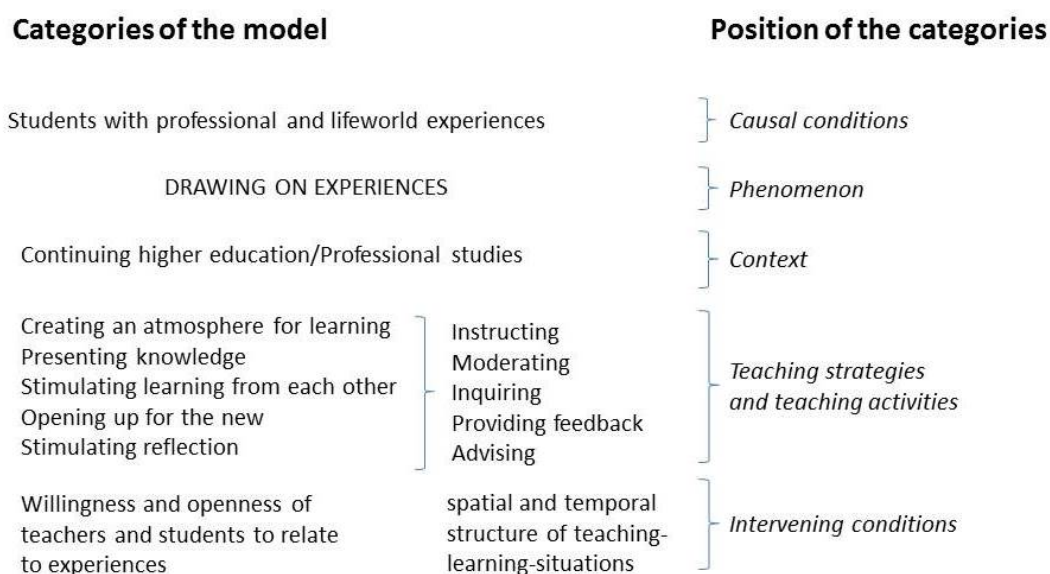 Categories of the model
Position of the categories
Students with professional and lifeworld experiences
Causal conditions
DRAWING ON EXPERIENCES
Phenomenon
Continuing higher education/Professional studies
Context
Creating an atmosphere for learning
Presenting knowledge
Stimulating learning from each other
Opening up for the new
Stimulating reflection
Instructing
Moderating
Inquiring
Providing feedback
Advising
Teaching strategies
and teaching activities
Willingness and openness of
teachers and students to relate
to experiences
spatial and temporal
structure of teaching-
learning-situations
Intervening conditions